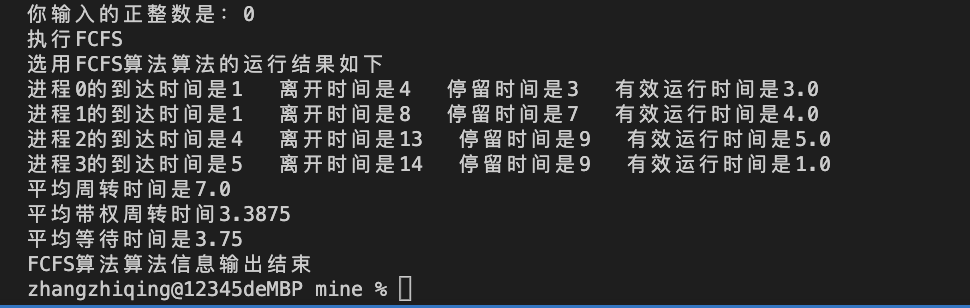 你输入的正整数是：0
执行FCFS
选用FCFS算法算法的运行结果如下
进程0的到达时间是1 离开时间是4 停留时间是3 有效运行时间是3.0
进程1的到达时间是1 离开时间是8 停留时间是7 有效运行时间是4.0
进程2的到达时间是4 离开时间是13 停留时间是9 有效运行时间是5.0
进程3的到达时间是5 离开时间是14 停留时间是9 有效运行时间是1.0
平均周转时间是7.0
平均带权周转时间3.3875
平均等待时间是3.75
FCFS算法算法信息输出结束
zhangzhiqing@12345deMBP mine %